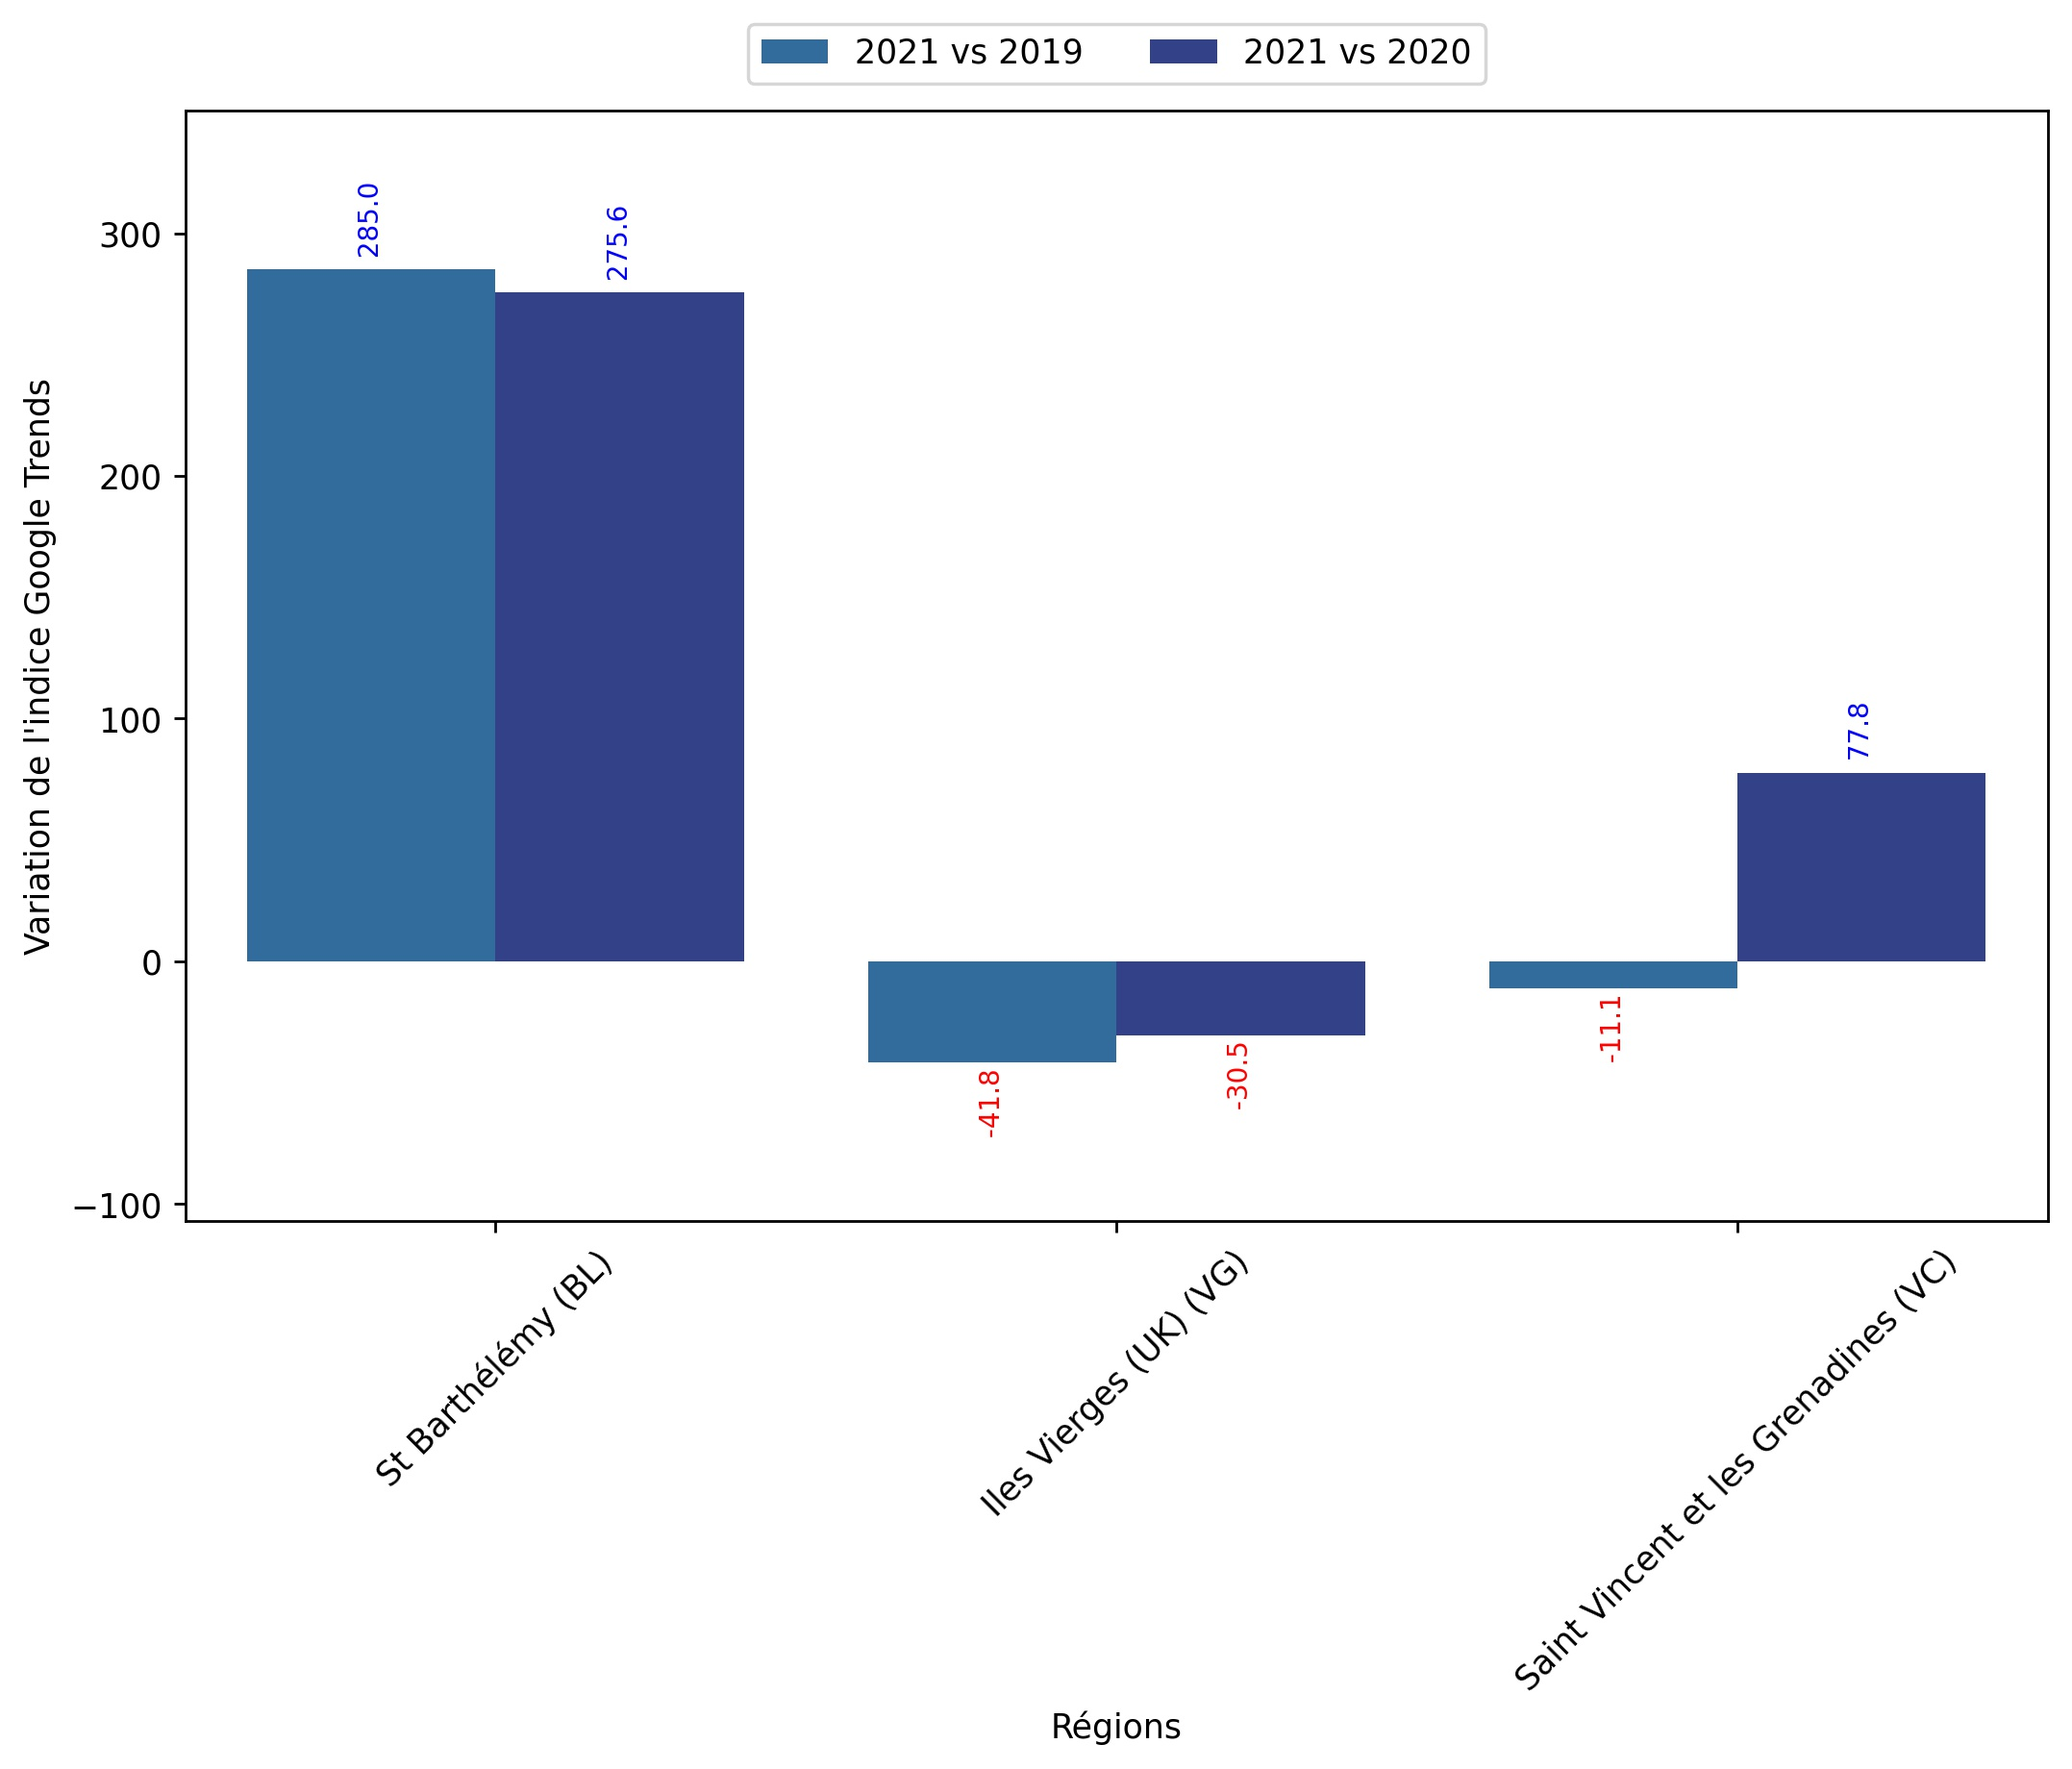 2021 vs 2019
2021 vs 2020
Variation de l'indice Google Trends
300
200
100
0
−100
285.0
275.6
-41.8
-30.5
-11.1
77.8
St Barthélémy (BL)
Iles Vierges (UK) (VG)
Saint Vincent et les Grenadines (VC)
Régions